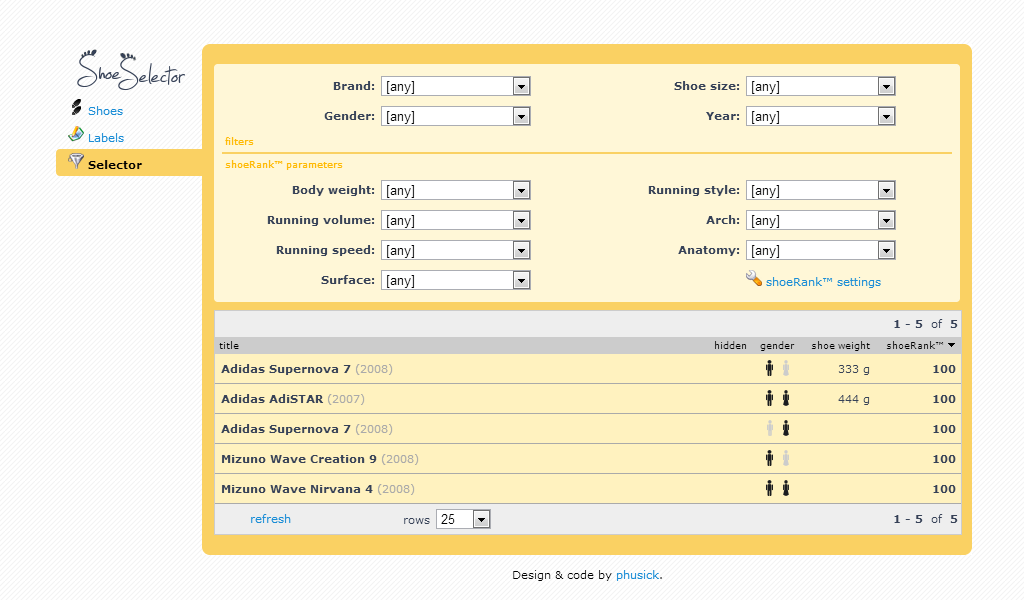 ShoeSelector
Shoes
Labels
Selector
Brand: [any] Shoe size: [any]
Gender: [any] Year: [any]
filters
shoeRank™ parameters
Body weight: [any] Running style: [any]
Running volume: [any] Arch: [any]
Running speed: [any] Anatomy: [any]
Surface: [any] shoeRank™ settings
1 - 5 of 5
title hidden gender shoe weight shoeRank™
Adidas Supernova 7 (2008) 333 g 100
Adidas AdiSTAR (2007) 444 g 100
Adidas Supernova 7 (2008) 100
Mizuno Wave Creation 9 (2008) 100
Mizuno Wave Nirvana 4 (2008) 100
refresh rows 25 1 - 5 of 5
Design & code by phusick.